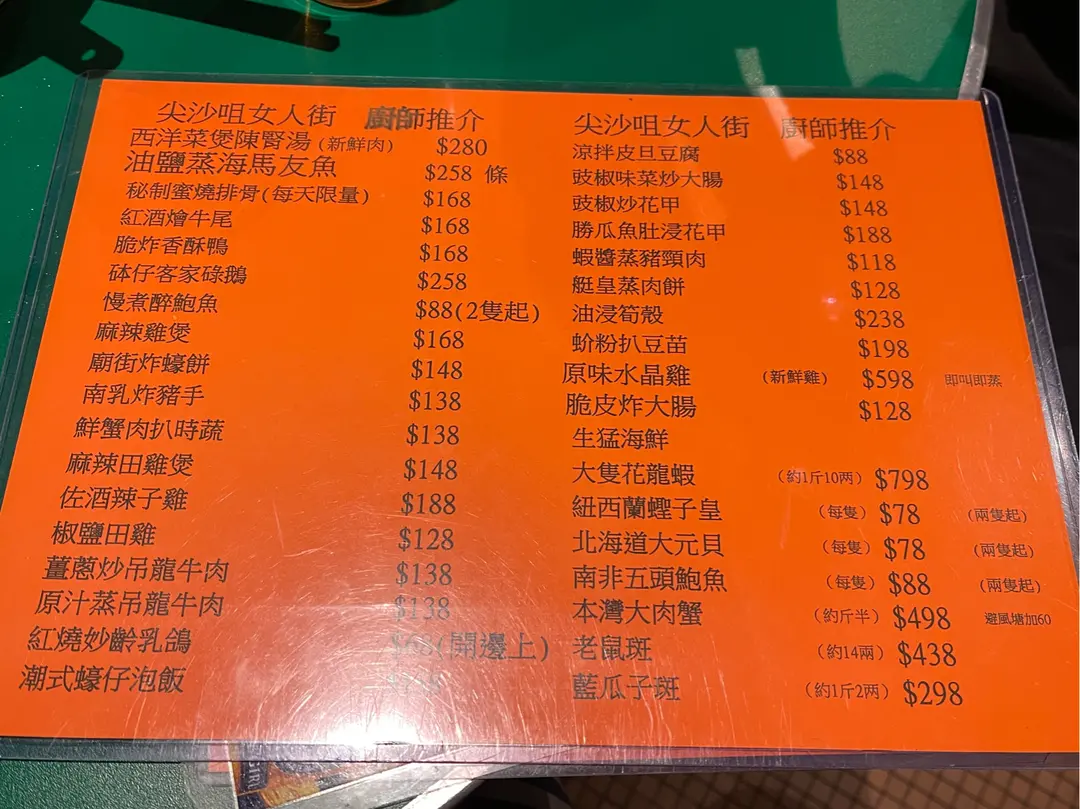 尖沙咀女人街 廚師推介
西洋菜煲陳腎湯(新鮮肉) $280
油鹽蒸海馬友魚 $258 條
秘制蜜燒排骨(每天限量) $168
紅酒燴牛尾 $168
脆炸香酥鴨 $168
砵仔客家碌鵝 $258
慢煮醉鮑魚 $88(2隻起)
麻辣雞煲 $168
廟街炸蠔餅 $148
南乳炸豬手 $138
鮮蟹肉扒時蔬 $138
麻辣田雞煲 $148
佐酒辣子雞 $188
椒鹽田雞 $128
薑蔥炒吊龍牛肉 $138
原汁蒸吊龍牛肉 $138
紅燒妙齡乳鴿 $68(開邊上)
潮式蠔仔泡飯
尖沙咀女人街 廚師推介
涼拌皮旦豆腐 $88
豉椒味菜炒大腸 $148
豉椒炒花甲 $148
勝瓜魚肚浸花甲 $188
蝦醬蒸豬頸肉 $118
艇皇蒸肉餅 $128
油浸筍殼 $238
蚧粉扒豆苗 $198
原味水晶雞 (新鮮雞) $598 即叫即蒸
脆皮炸大腸 $128
生猛海鮮
大隻花龍蝦 (約1斤10兩) $798
紐西蘭蟶子皇 (每隻) $78 (兩隻起)
北海道大元貝 (每隻) $78 (兩隻起)
南非五頭鮑魚 (每隻) $88 (兩隻起)
本灣大肉蟹 (約斤半) $498 避風塘加60
老鼠斑 (約14兩) $438
藍瓜子斑 (約1斤2两) $298